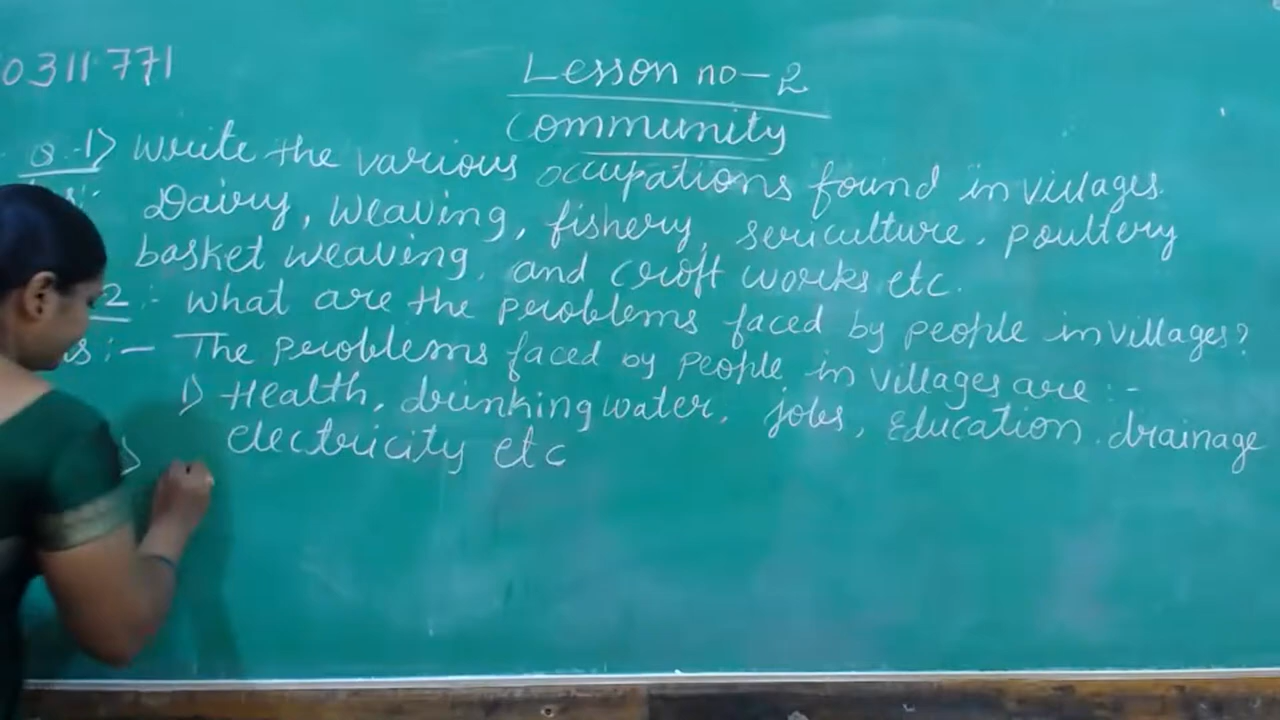 0311771
Lesson no-2
Community
Q-1) Write the various occupations found in villages.
Dairy, weaving, fishery, sericulture, poultery
basket weaving, and croft works etc.
2:- what are the problems faced by people in villages?
s:- The problems faced by people in villages are:-
1) Health, drinking water, jobs, Education, drainage
electricity etc